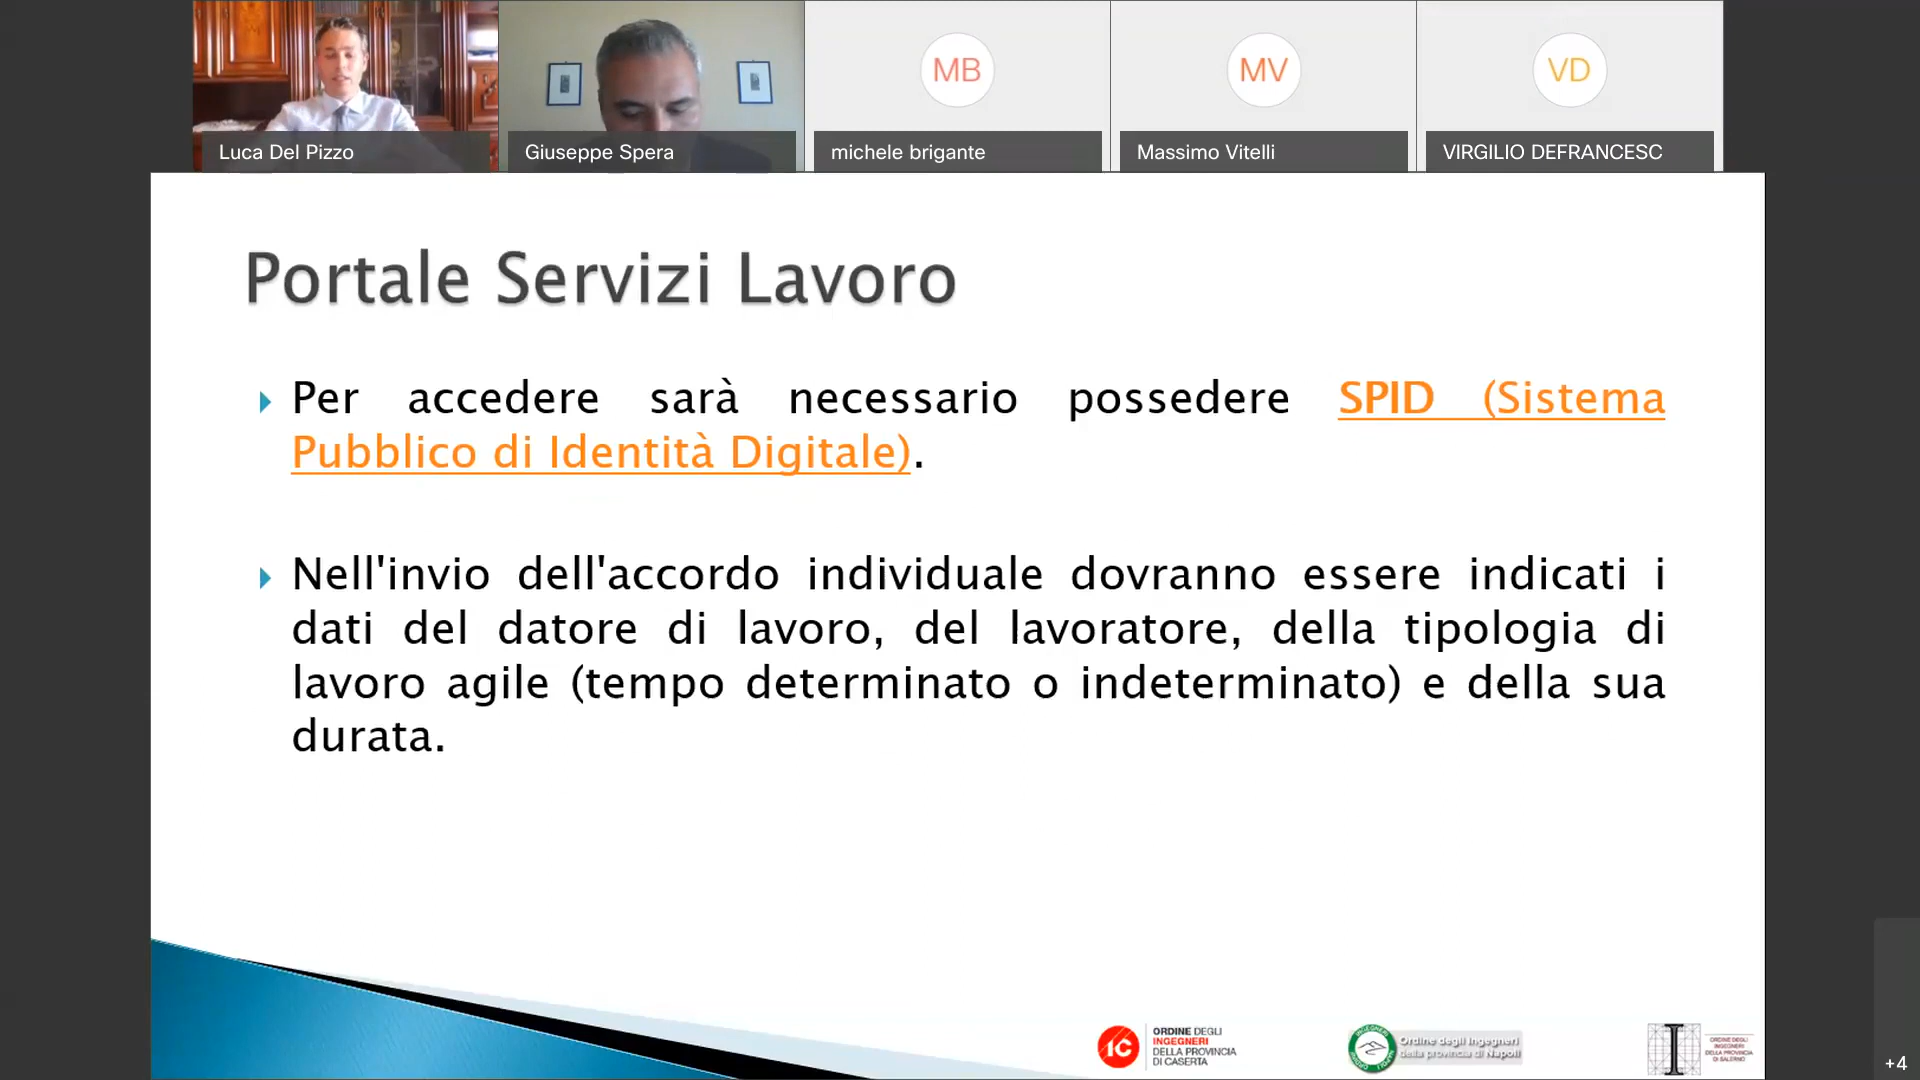 MB
MV
VD
Luca Del Pizzo
Giuseppe Spera
michele brigante
Massimo Vitelli
VIRGILIO DEFRANCESC
Portale Servizi Lavoro
Per accedere sarà necessario possedere SPID (Sistema
Pubblico di Identità Digitale).
Nell'invio dell'accordo individuale dovranno essere indicati i
dati del datore di lavoro, del lavoratore, della tipologia di
lavoro agile (tempo determinato o indeterminato) e della sua
durata.
IC
ORDINE DEGLI
INGEGNERI
DELLA PROVINCIA
DI CASERTA
Ordine degli Ingegneri
della provincia di Napoli
I
ORDINE DEGLI
INGEGNERI
DELLA PROVINCIA
DI SALERNO
+4